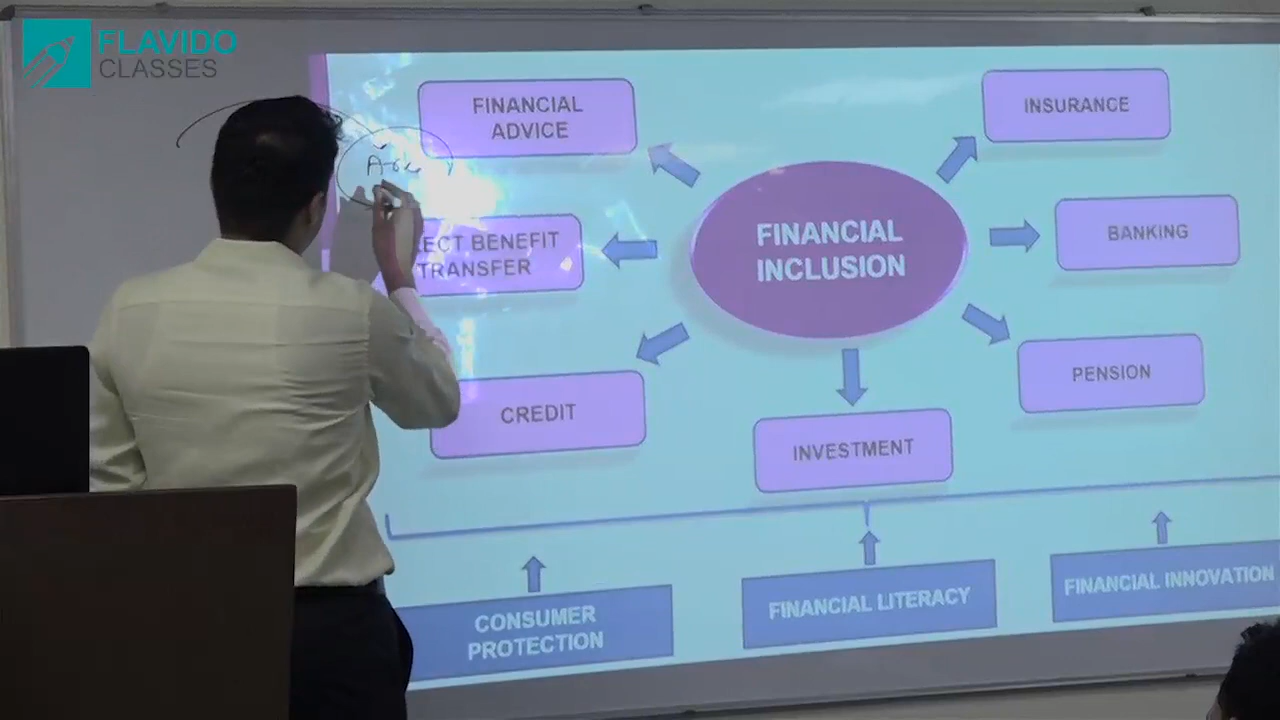 FLAVIDO
CLASSES
FINANCIAL
ADVICE
INSURANCE
FINANCIAL
INCLUSION
BENEFIT
TRANSFER
BANKING
CREDIT
PENSION
INVESTMENT
CONSUMER
PROTECTION
FINANCIAL LITERACY
FINANCIAL INNOVATION